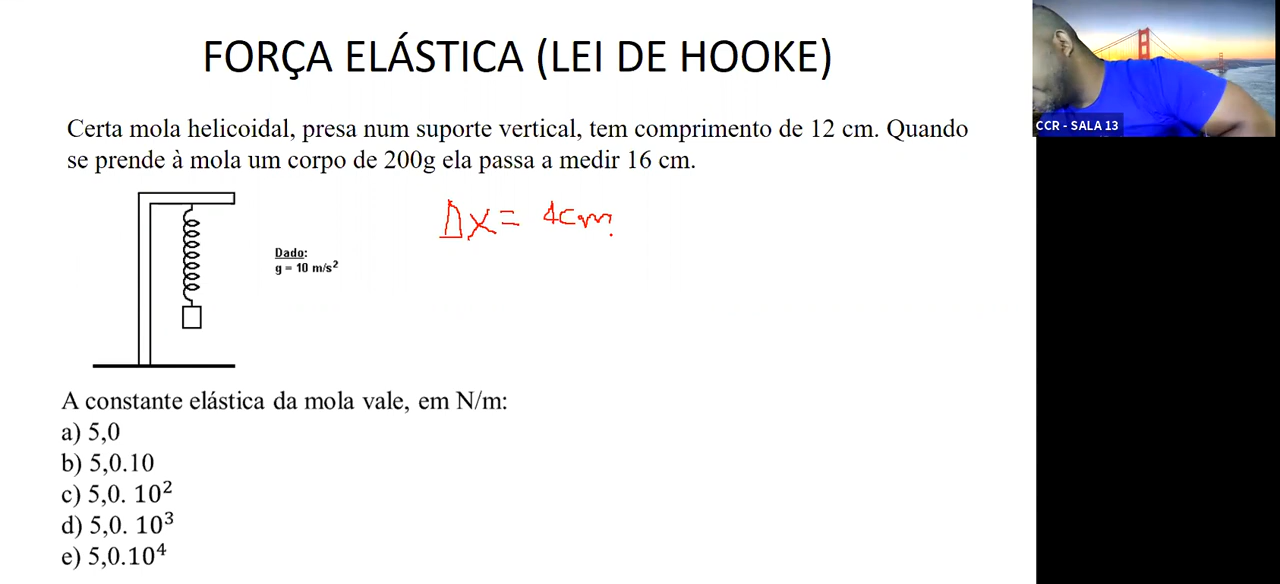 FORÇA ELÁSTICA (LEI DE HOOKE)
CCR - SALA 13
Certa mola helicoidal, presa num suporte vertical, tem comprimento de 12 cm. Quando
se prende à mola um corpo de 200g ela passa a medir 16 cm.
Δx = 4cm
Dado:
g = 10 m/s²
A constante elástica da mola vale, em N/m:
a) 5,0
b) 5,0.10
c) 5,0. 10²
d) 5,0. 10³
e) 5,0.10⁴